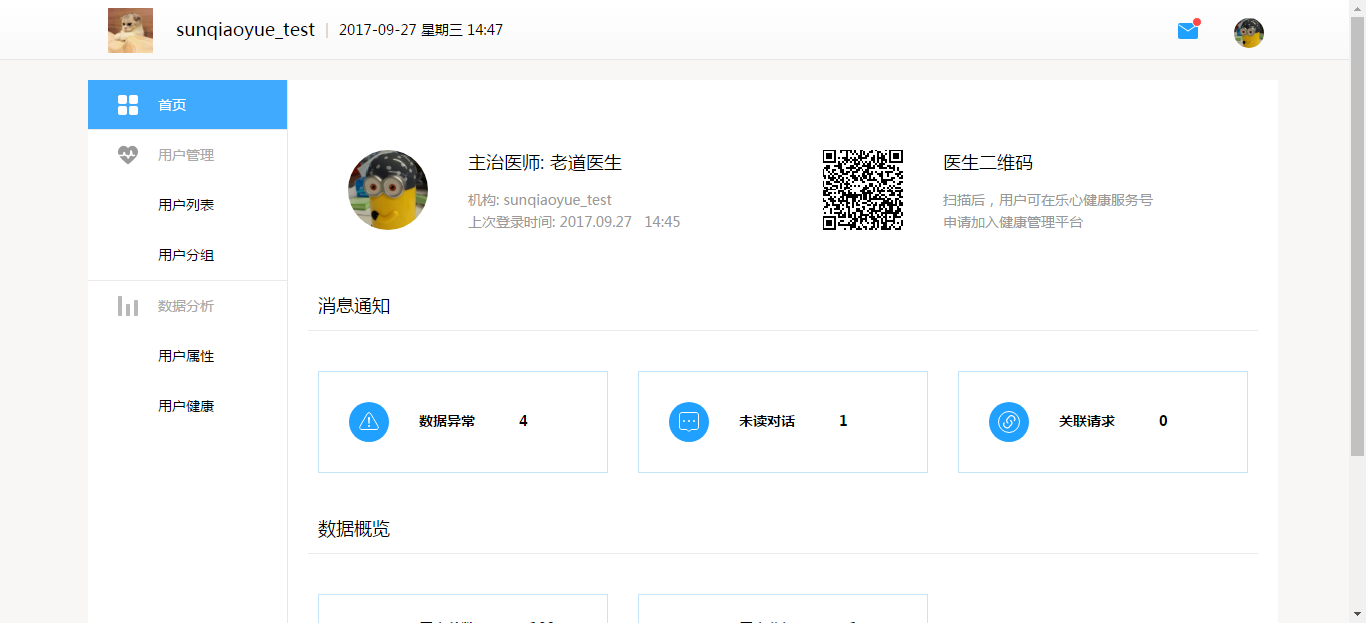 sunqiaoyue_test | 2017-09-27 星期三 14:47
首页
用户管理
用户列表
用户分组
数据分析
用户属性
用户健康
主治医师: 老道医生
机构: sunqiaoyue_test
上次登录时间: 2017.09.27 14:45
医生二维码
扫描后，用户可在乐心健康服务号
申请加入健康管理平台
消息通知
数据异常 4
未读对话 1
关联请求 0
数据概览